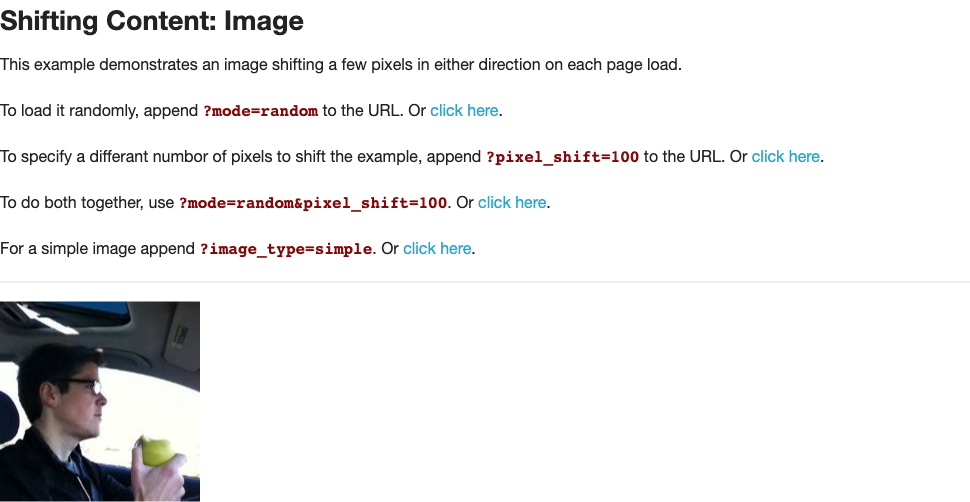 Shifting Content: Image
This example demonstrates an image shifting a few pixels in either direction on each page load.
To load it randomly, append ?mode=random to the URL. Or click here.
To specify a differant numbor of pixels to shift the example, append ?pixel_shift=100 to the URL. Or click here.
To do both together, use ?mode=random&pixel_shift=100. Or click here.
For a simple image append ?image_type=simple. Or click here.